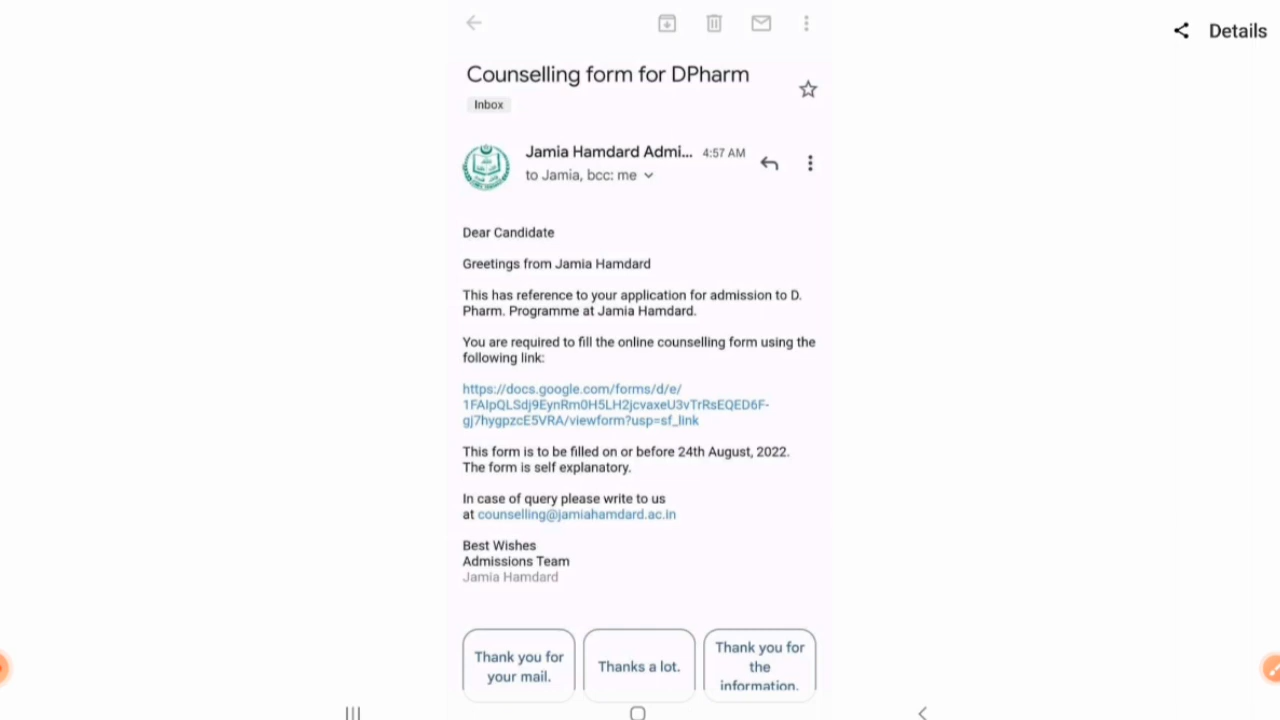 Details
Counselling form for DPharm
Inbox
Jamia Hamdard Admi... 4:57 AM
to Jamia, bcc: me
Dear Candidate
Greetings from Jamia Hamdard
This has reference to your application for admission to D.
Pharm. Programme at Jamia Hamdard.
You are required to fill the online counselling form using the
following link:
https://docs.google.com/forms/d/e/
1FAIpQLSdj9EynRm0H5LH2jcvaxeU3vTrRsEQED6F-
gj7hygpzcE5VRA/viewform?usp=sf_link
This form is to be filled on or before 24th August, 2022.
The form is self explanatory.
In case of query please write to us
at counselling@jamiahamdard.ac.in
Best Wishes
Admissions Team
Jamia Hamdard
Thank you for
your mail.
Thanks a lot.
Thank you for
the
information.